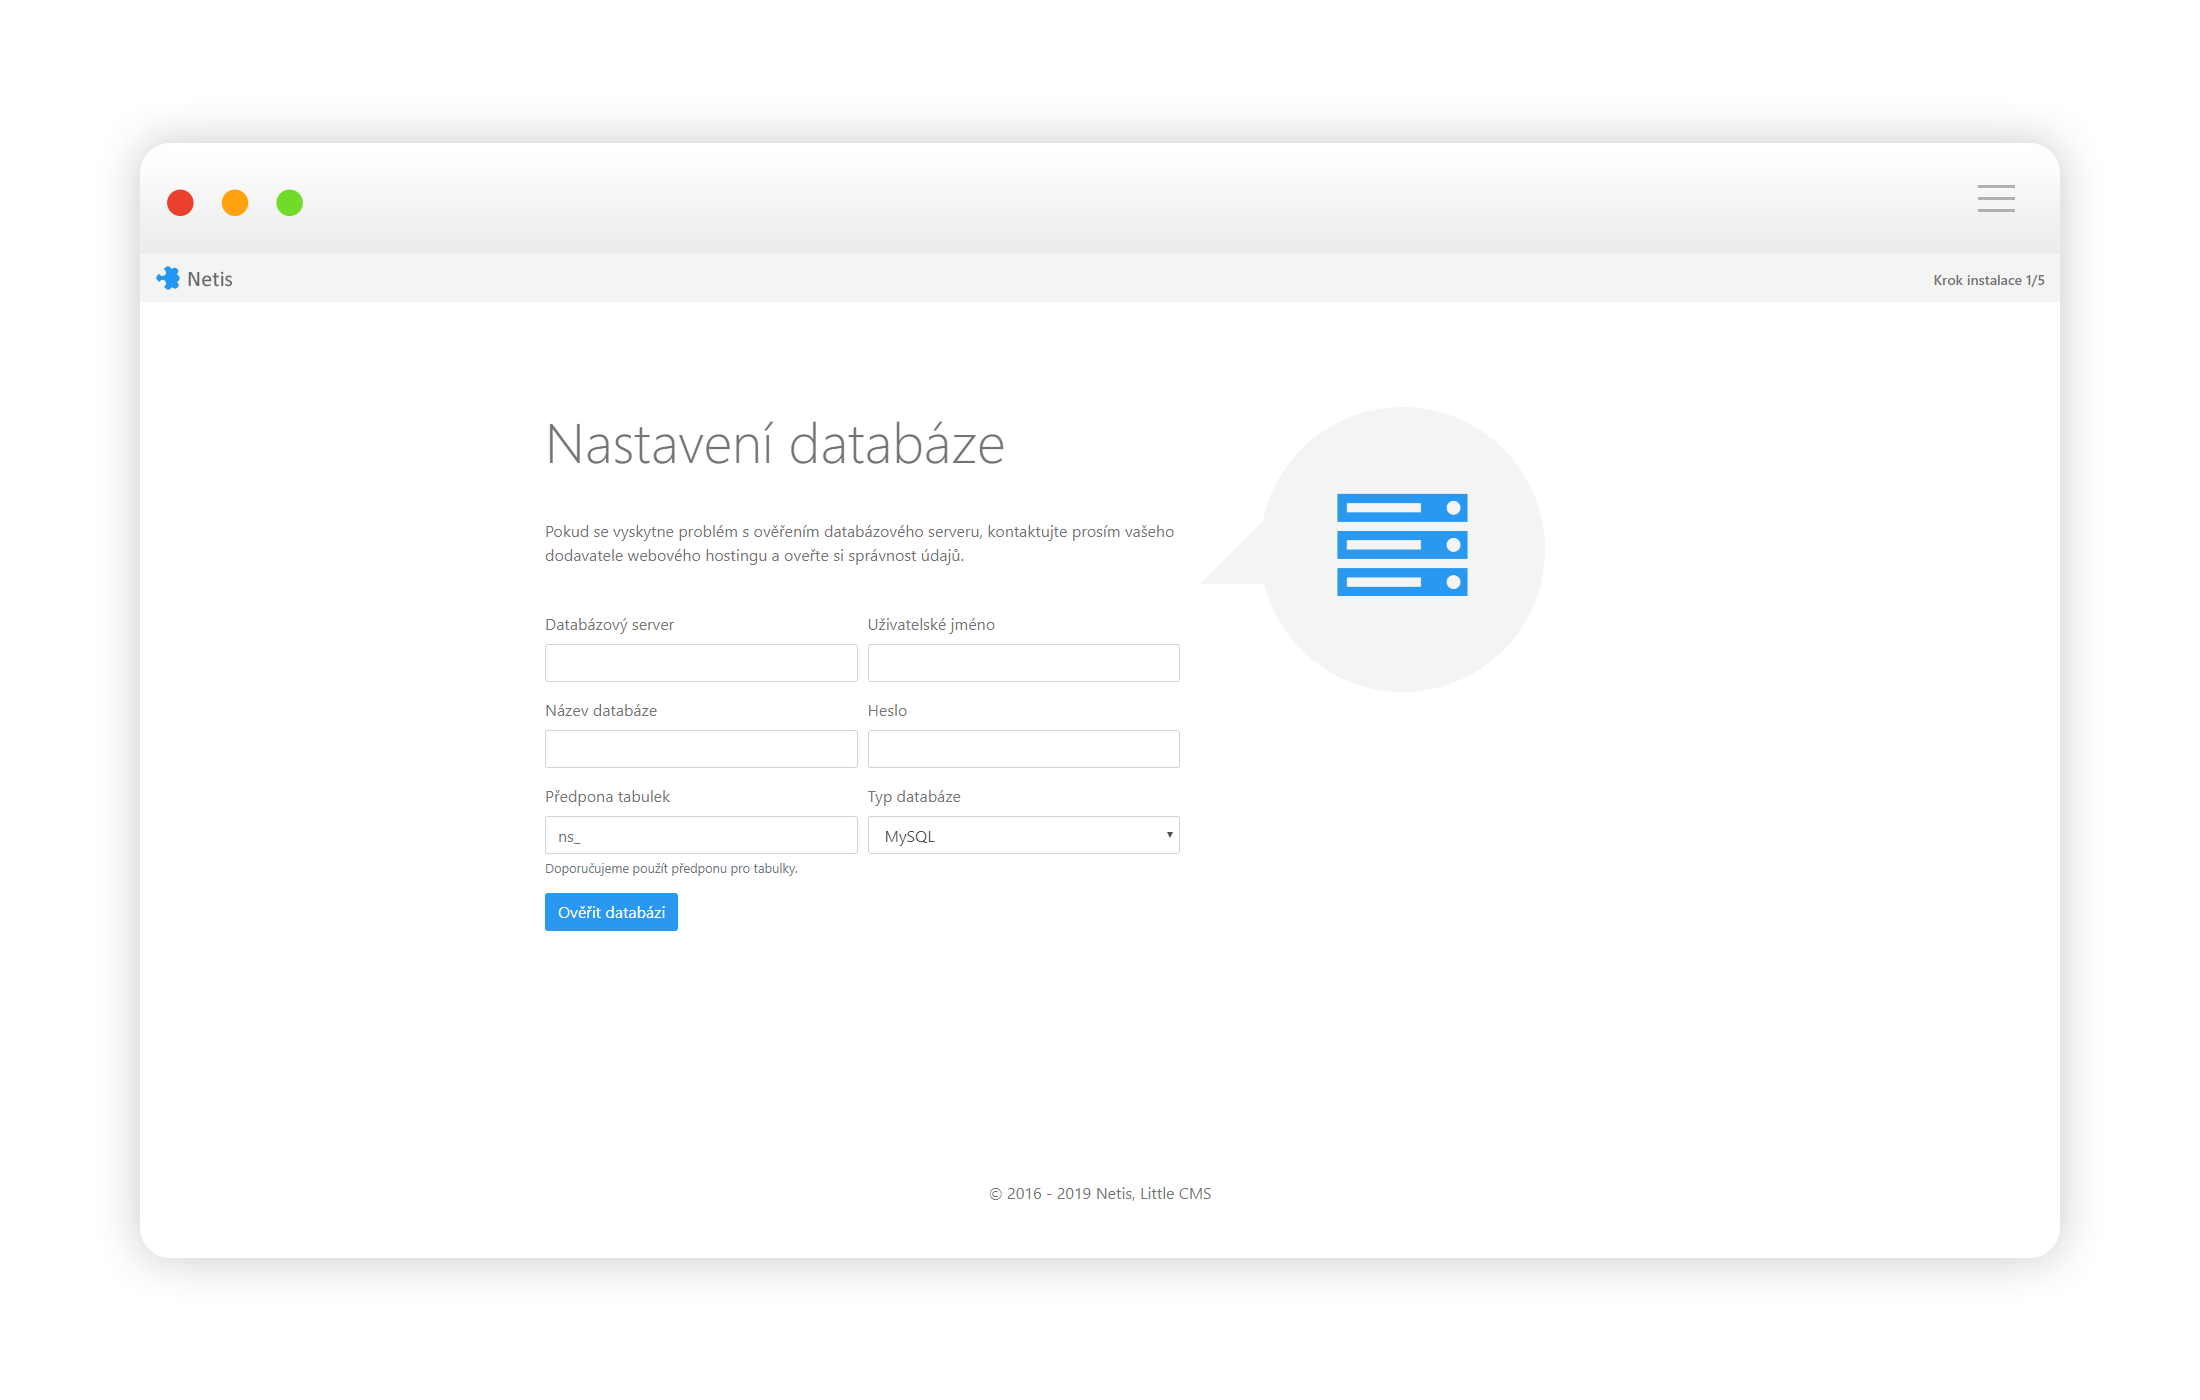 Netis
Krok instalace 1/5
Nastavení databáze
Pokud se vyskytne problém s ověřením databázového serveru, kontaktujte prosím vašeho
dodavatele webového hostingu a oveřte si správnost údajů.
Databázový server
Uživatelské jméno
Název databáze
Heslo
Předpona tabulek
Typ databáze
ns_
MySQL
Doporučujeme použít předponu pro tabulky.
Ověřit databázi
© 2016 - 2019 Netis, Little CMS